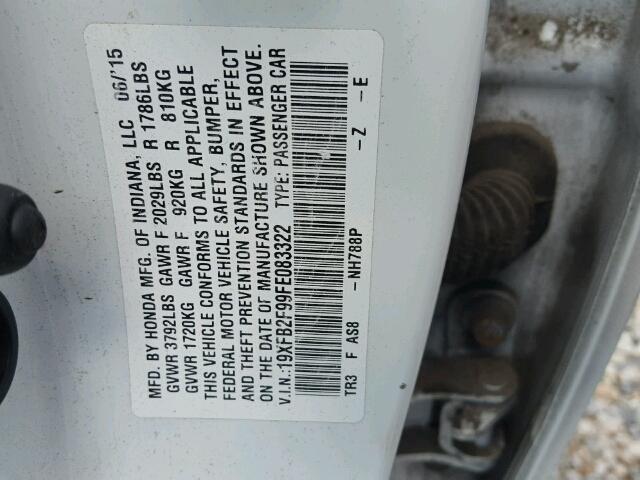 MFD. BY HONDA MFG. OF INDIANA, LLC 06/'15
GVWR 3792LBS GAWR F 2029LBS R 1786LBS
GVWR 1720KG GAWR F 920KG R 810KG
THIS VEHICLE CONFORMS TO ALL APPLICABLE
FEDERAL MOTOR VEHICLE SAFETY, BUMPER,
AND THEFT PREVENTION STANDARDS IN EFFECT
ON THE DATE OF MANUFACTURE SHOWN ABOVE.
V.I.N.:19XFB2F99FE083322 TYPE: PASSENGER CAR
TR3 F AS8 -NH788P -Z -E